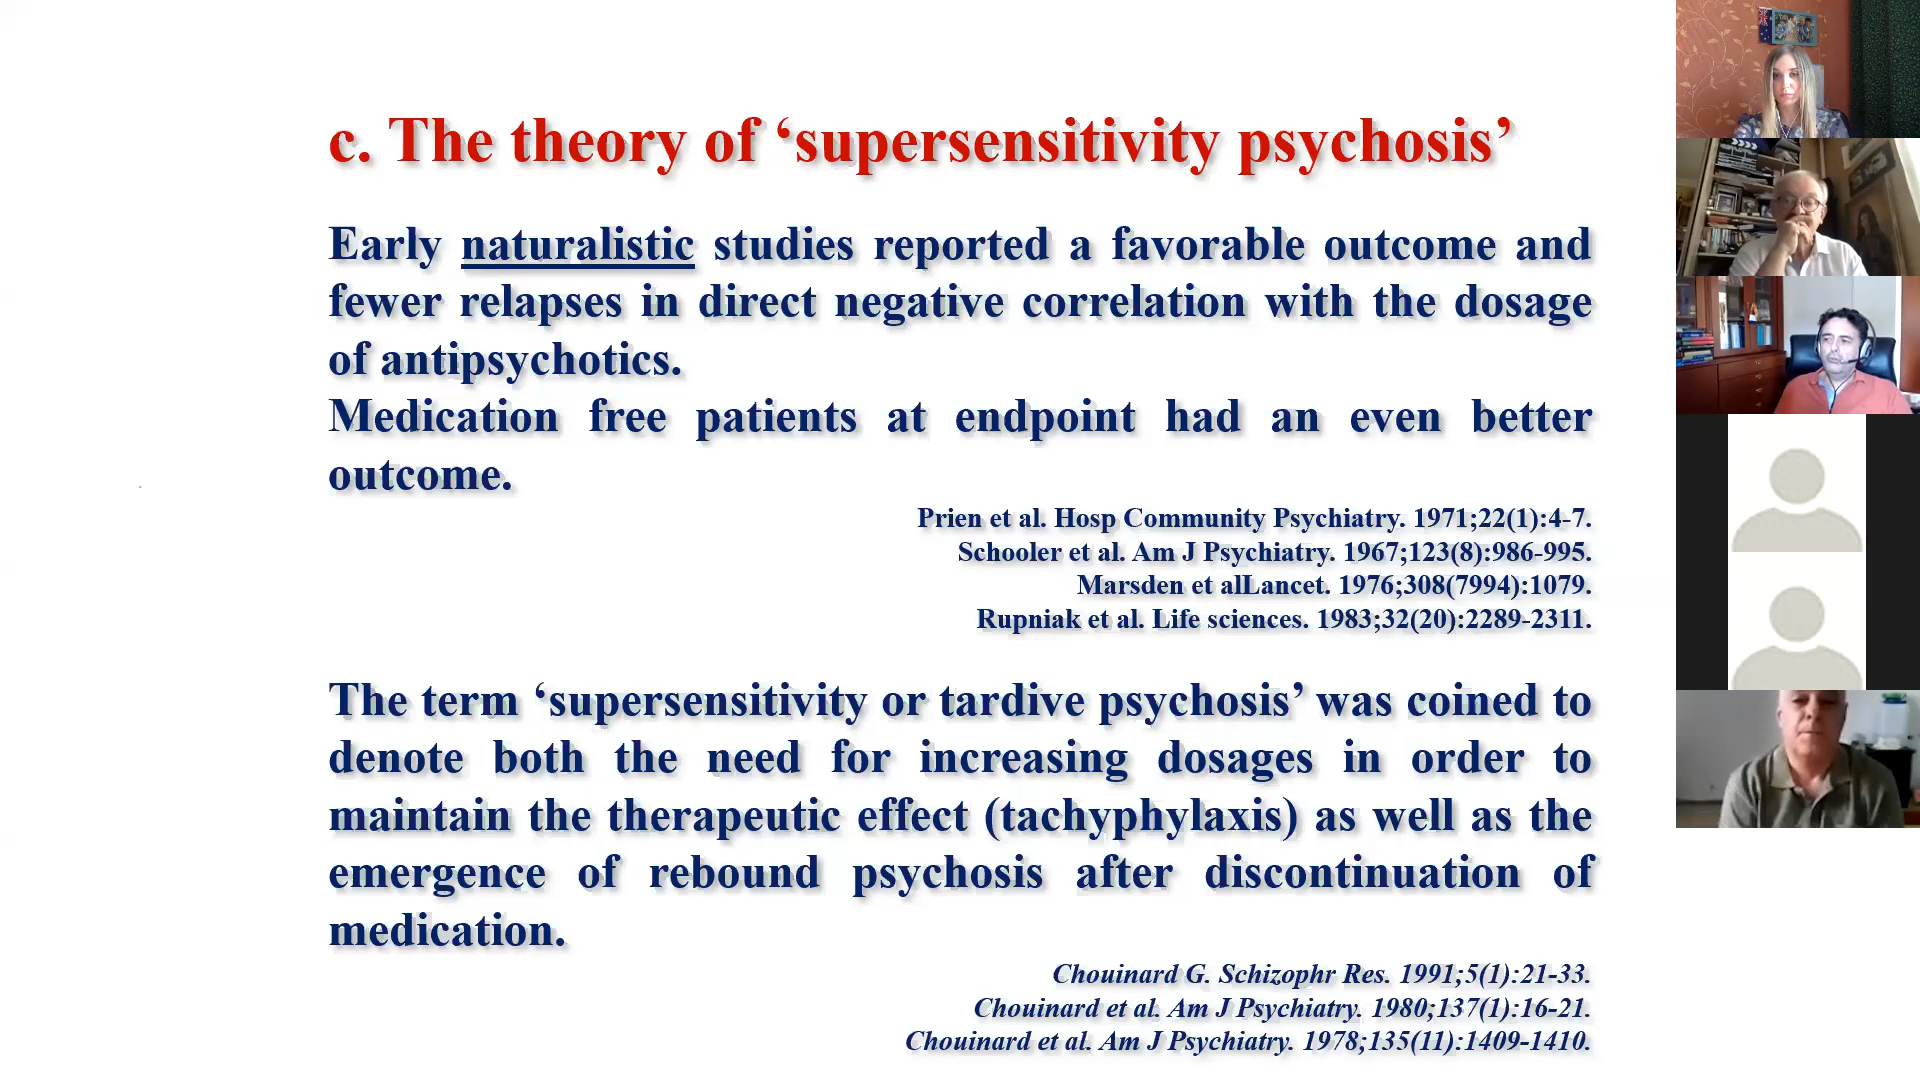 c. The theory of ‘supersensitivity psychosis’
Early naturalistic studies reported a favorable outcome and
fewer relapses in direct negative correlation with the dosage
of antipsychotics.
Medication free patients at endpoint had an even better
outcome.
Prien et al. Hosp Community Psychiatry. 1971;22(1):4-7.
Schooler et al. Am J Psychiatry. 1967;123(8):986-995.
Marsden et alLancet. 1976;308(7994):1079.
Rupniak et al. Life sciences. 1983;32(20):2289-2311.
The term ‘supersensitivity or tardive psychosis’ was coined to
denote both the need for increasing dosages in order to
maintain the therapeutic effect (tachyphylaxis) as well as the
emergence of rebound psychosis after discontinuation of
medication.
Chouinard G. Schizophr Res. 1991;5(1):21-33.
Chouinard et al. Am J Psychiatry. 1980;137(1):16-21.
Chouinard et al. Am J Psychiatry. 1978;135(11):1409-1410.